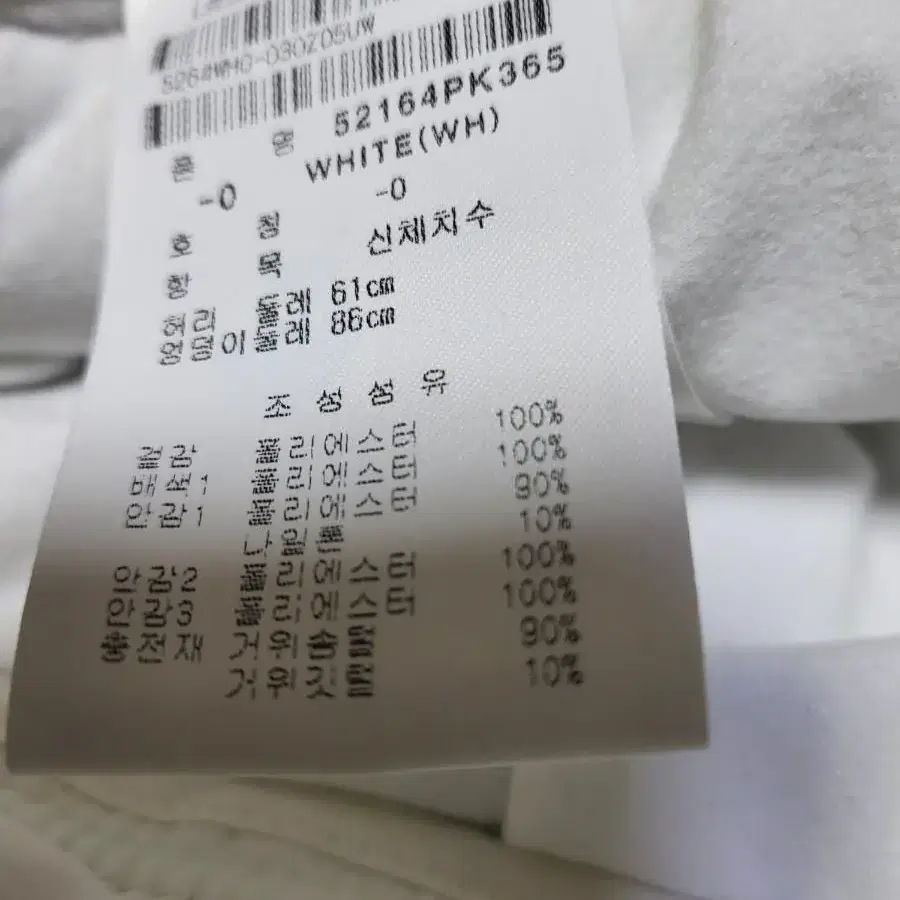 5264WH0-030Z05UW
품 명 52164PK365
WHITE(WH)
-0 -0
호 칭
항 목 신체치수
허리 둘레 61cm
엉덩이둘레 86cm
조 성 섬 유
겉감 폴리에스터 100%
배색1 폴리에스터 100%
안감1 폴리에스터 90%
나일론 10%
안감2 폴리에스터 100%
안감3 폴리에스터 100%
충전재 거위솜털 90%
거위깃털 10%